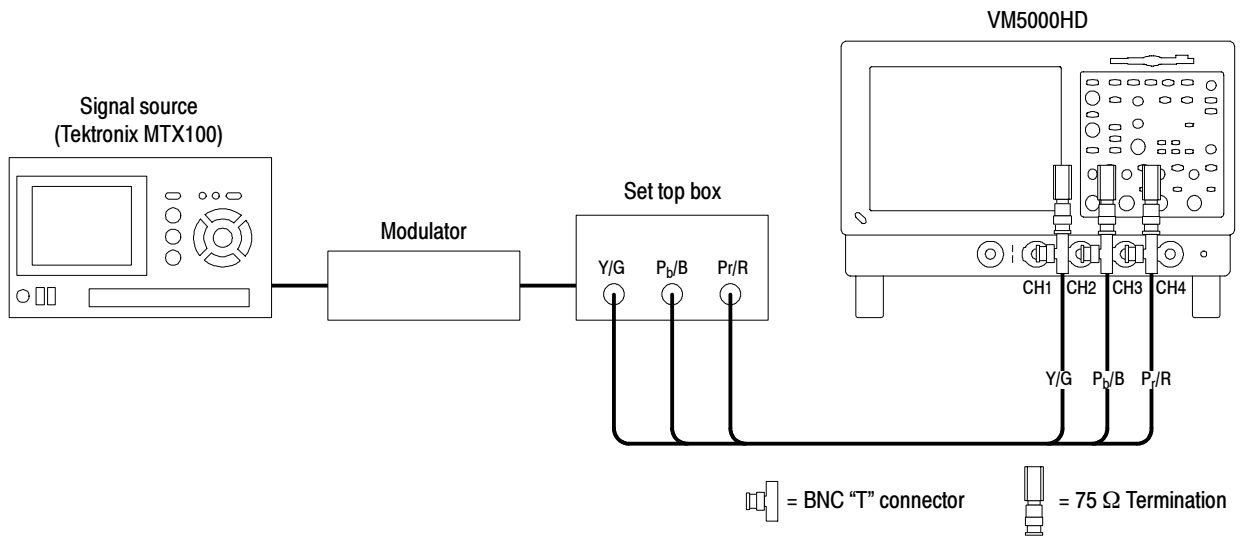 VM5000HD
Signal source
(Tektronix MTX100)
Modulator
Set top box
Y/G
Pb/B
Pr/R
CH1
CH2
CH3
CH4
Y/G
Pb/B
Pr/R
= BNC “T” connector
= 75 Ω Termination